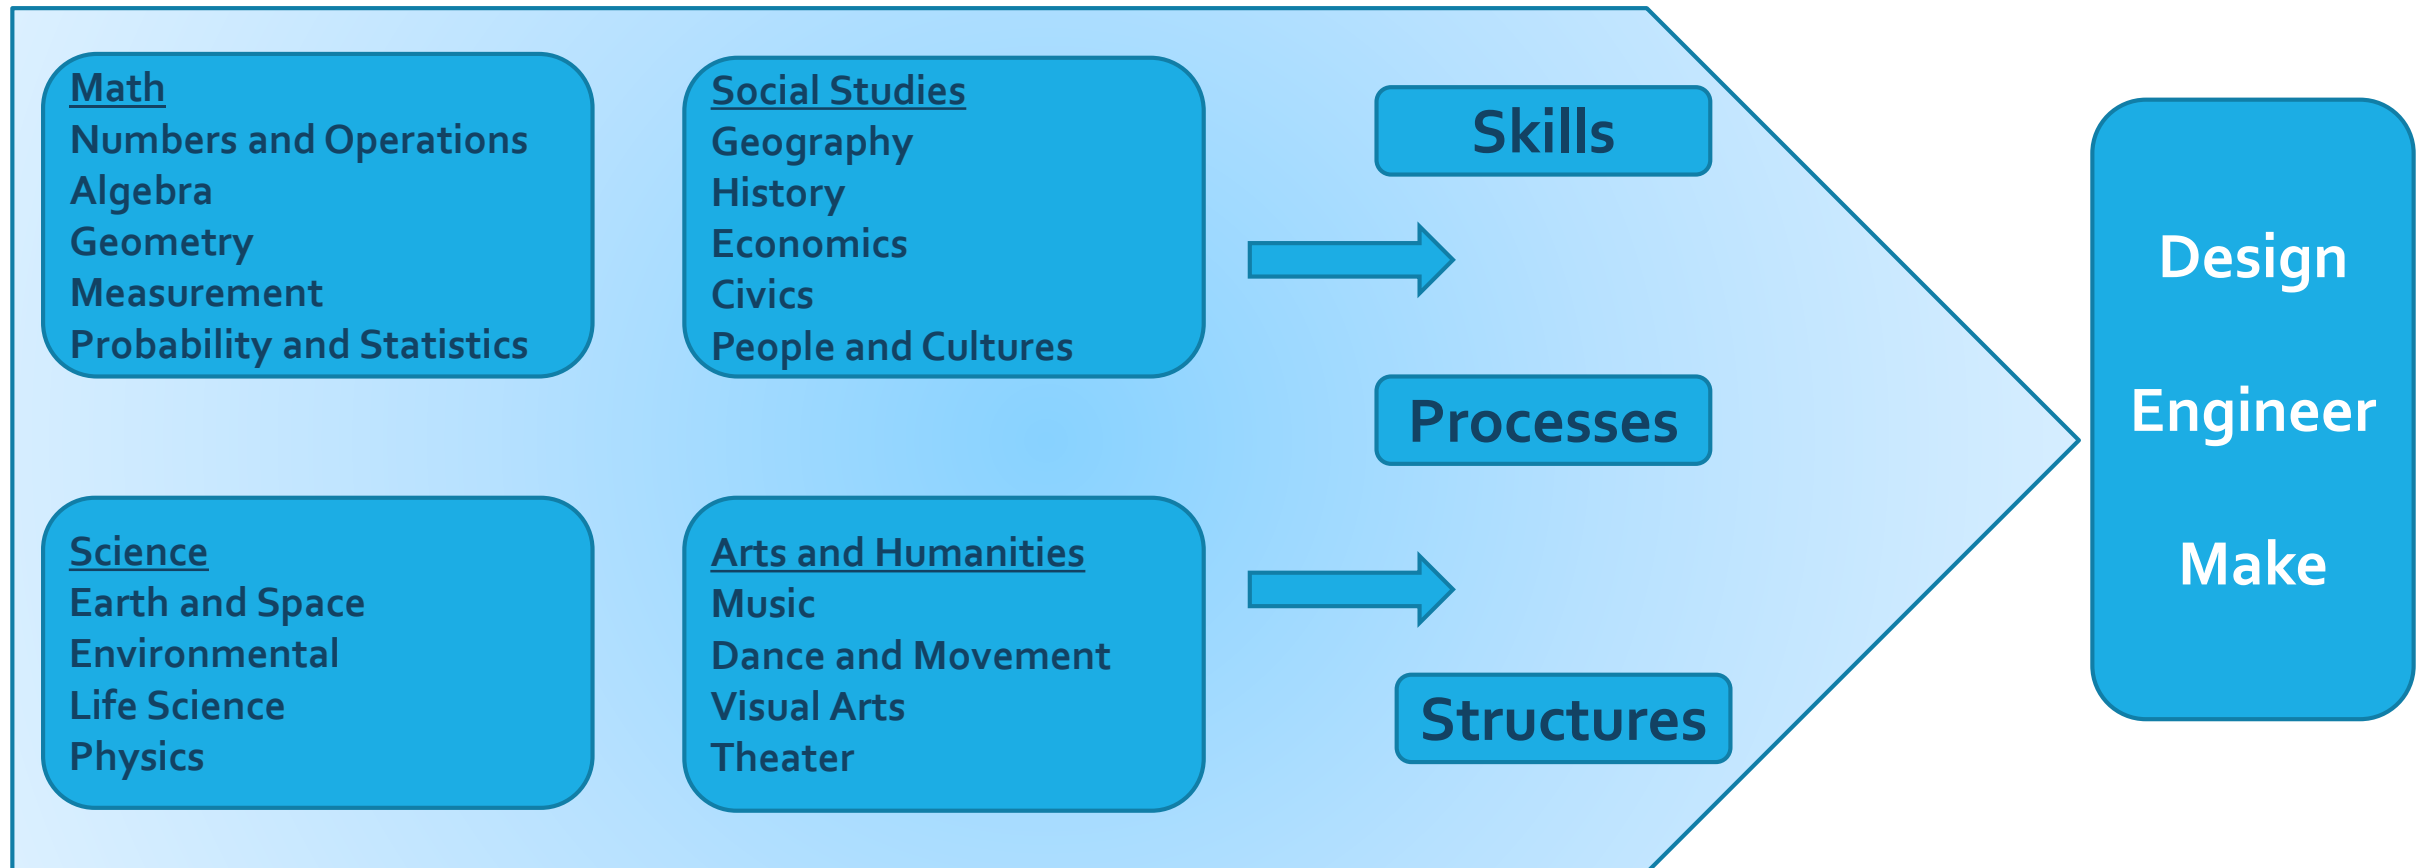 Math
Numbers and Operations
Algebra
Geometry
Measurement
Probability and Statistics
Social Studies
Geography
History
Economics
Civics
People and Cultures
Science
Earth and Space
Environmental
Life Science
Physics
Arts and Humanities
Music
Dance and Movement
Visual Arts
Theater
Skills
Processes
Structures
Design
Engineer
Make